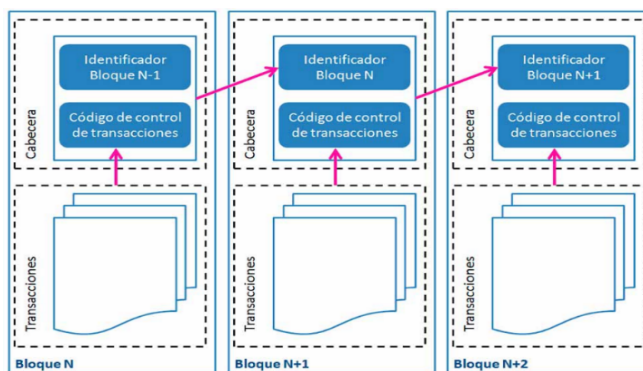 Cabecera
Identificador
Bloque N-1
Código de control
de transacciones
Transacciones
Bloque N
Cabecera
Identificador
Bloque N
Código de control
de transacciones
Transacciones
Bloque N+1
Cabecera
Identificador
Bloque N+1
Código de control
de transacciones
Transacciones
Bloque N+2